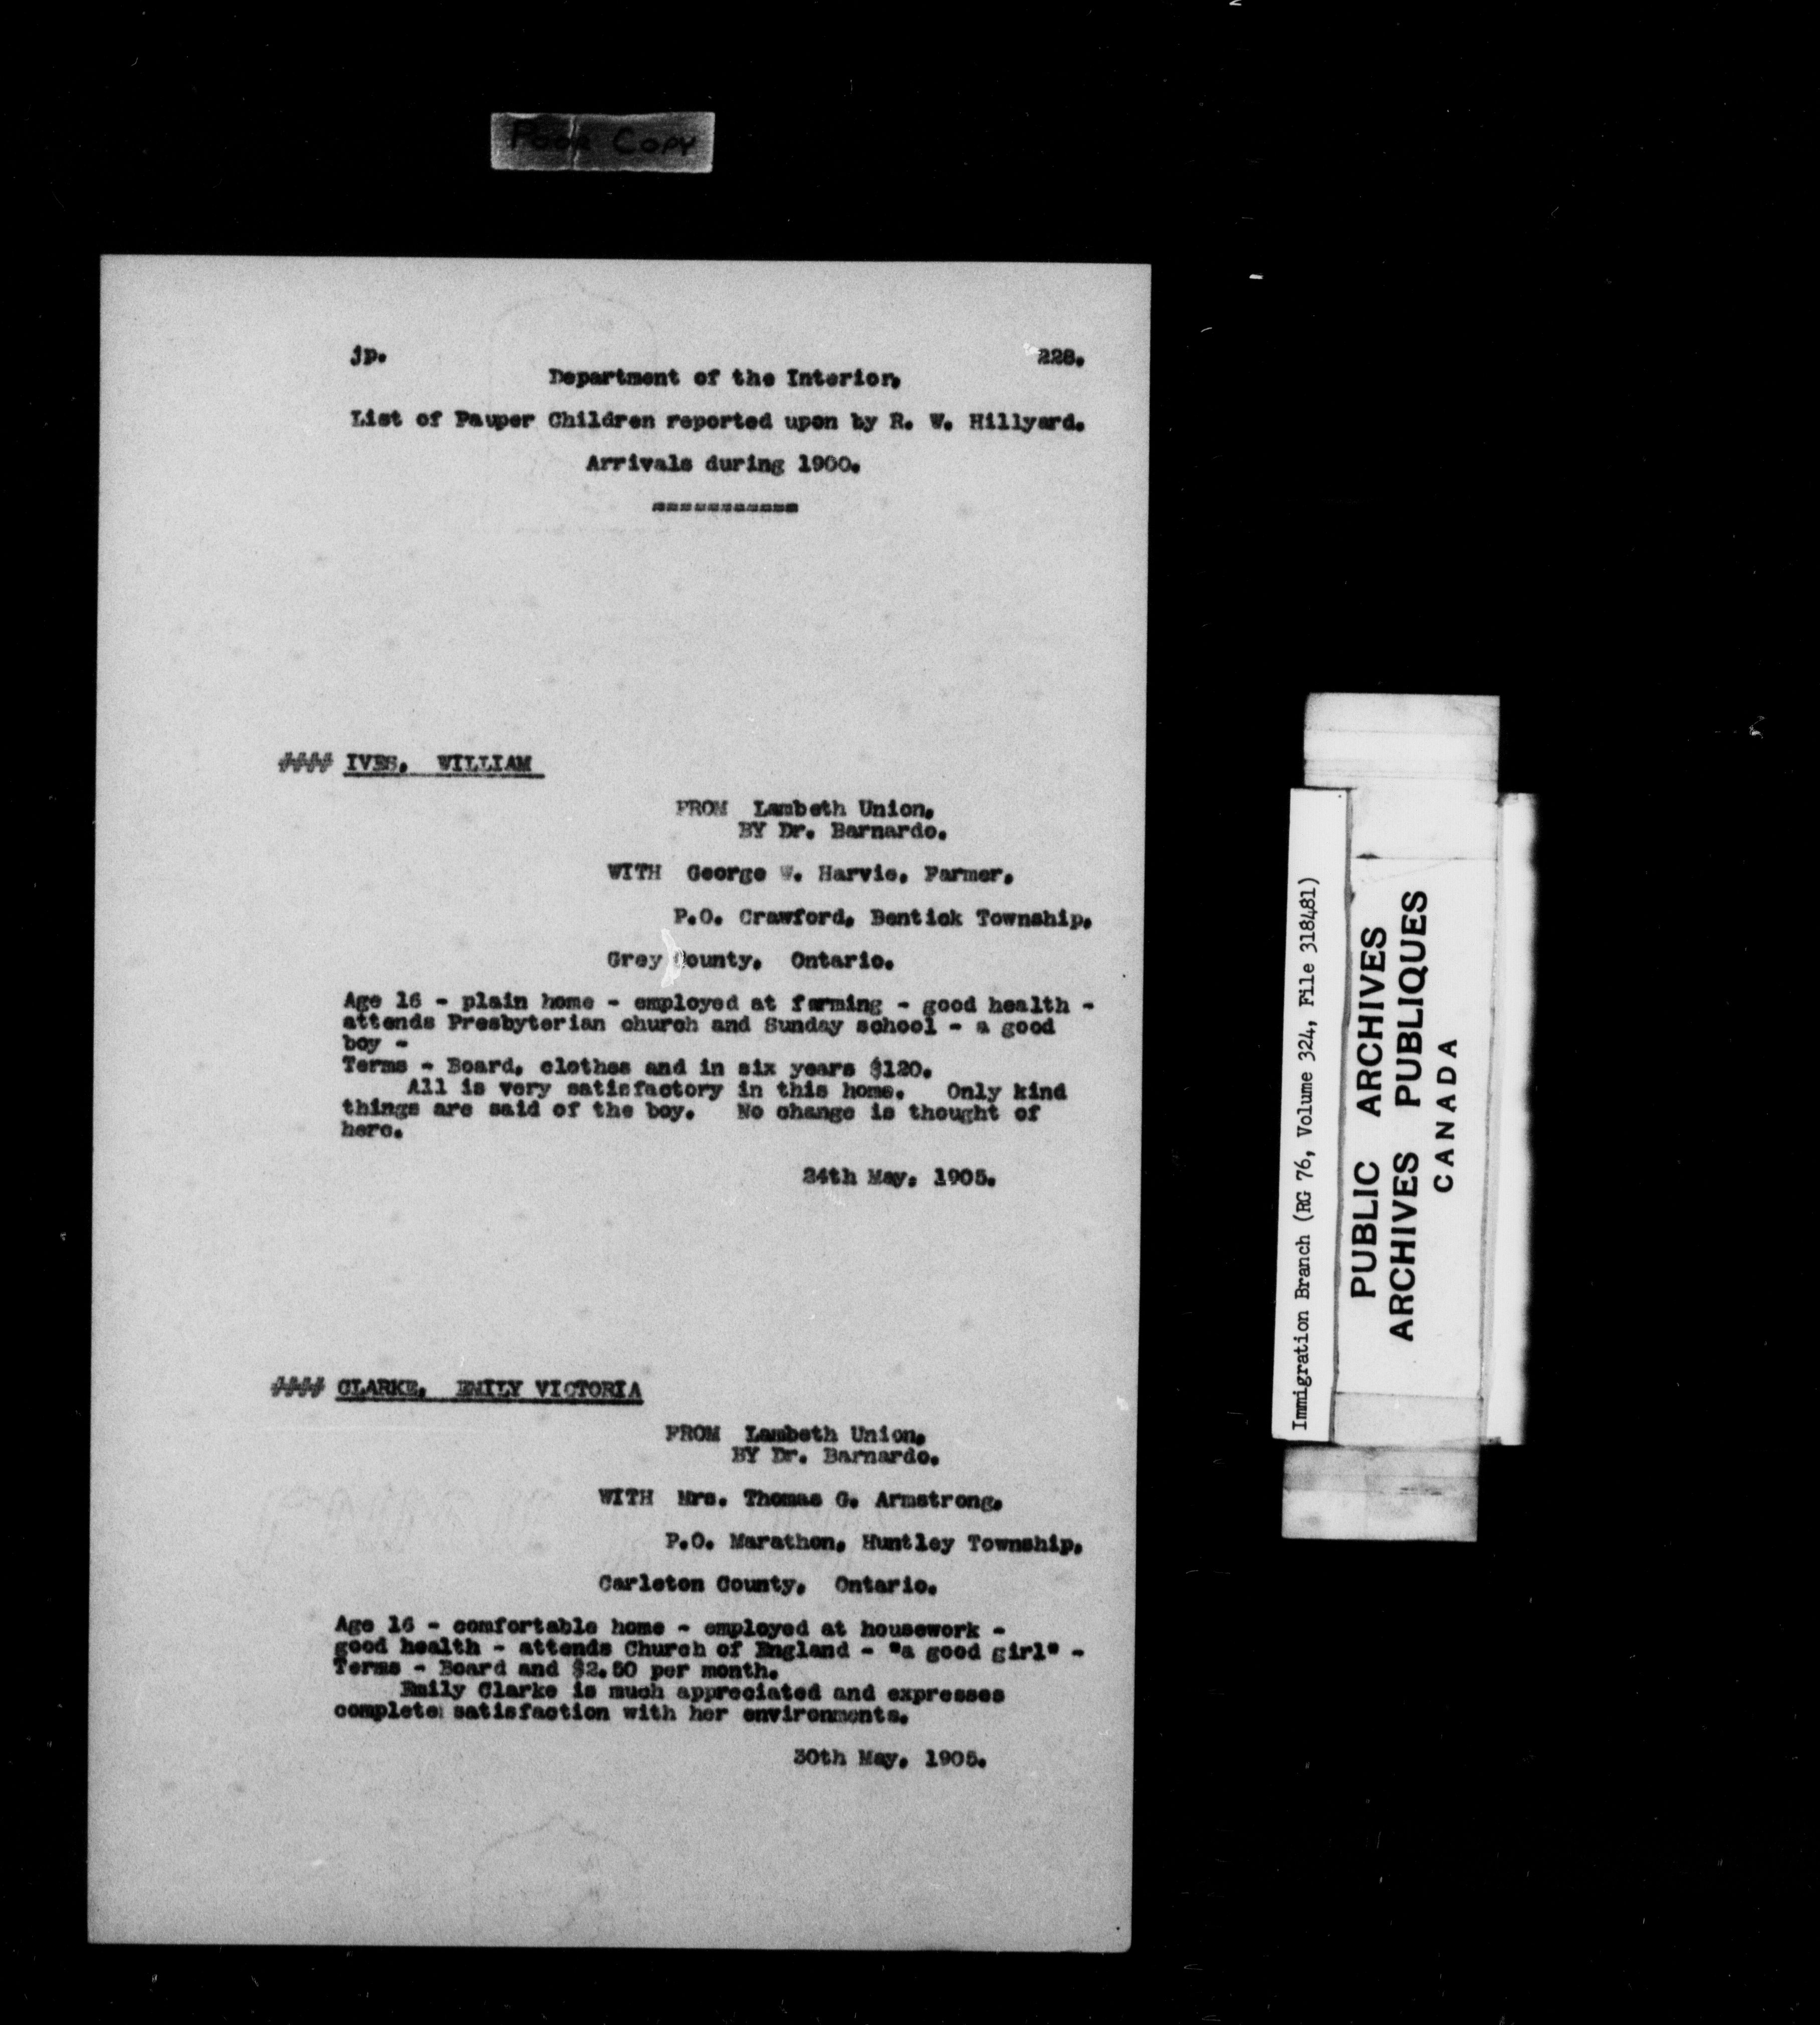 Poor Copy
jp. 228.
Department of the Interior,
List of Pauper Children reported upon by R. W. Hillyard.
Arrivals during 1900.
===========
#### IVES, WILLIAM
FROM Lambeth Union,
BY Dr. Barnardo.
WITH George W. Harvie, Farmer,
P.O. Crawford, Bentick Township,
Grey County, Ontario.
Age 16 - plain home - employed at farming - good health -
attends Presbyterian church and Sunday school - a good
boy -
Terms - Board, clothes and in six years $120.
All is very satisfactory in this home. Only kind
things are said of the boy. No change is thought of
here.
24th May, 1905.
#### CLARKE, EMILY VICTORIA
FROM Lambeth Union,
BY Dr. Barnardo.
WITH Mrs. Thomas G. Armstrong,
P.O. Marathon, Huntley Township,
Carleton County, Ontario.
Age 16 - comfortable home - employed at housework -
good health - attends Church of England - "a good girl" -
Terms - Board and $2.50 per month.
Emily Clarke is much appreciated and expresses
complete satisfaction with her environments.
30th May, 1905.
Immigration Branch (RG 76, Volume 324, File 318481)
PUBLIC ARCHIVES
ARCHIVES PUBLIQUES
CANADA